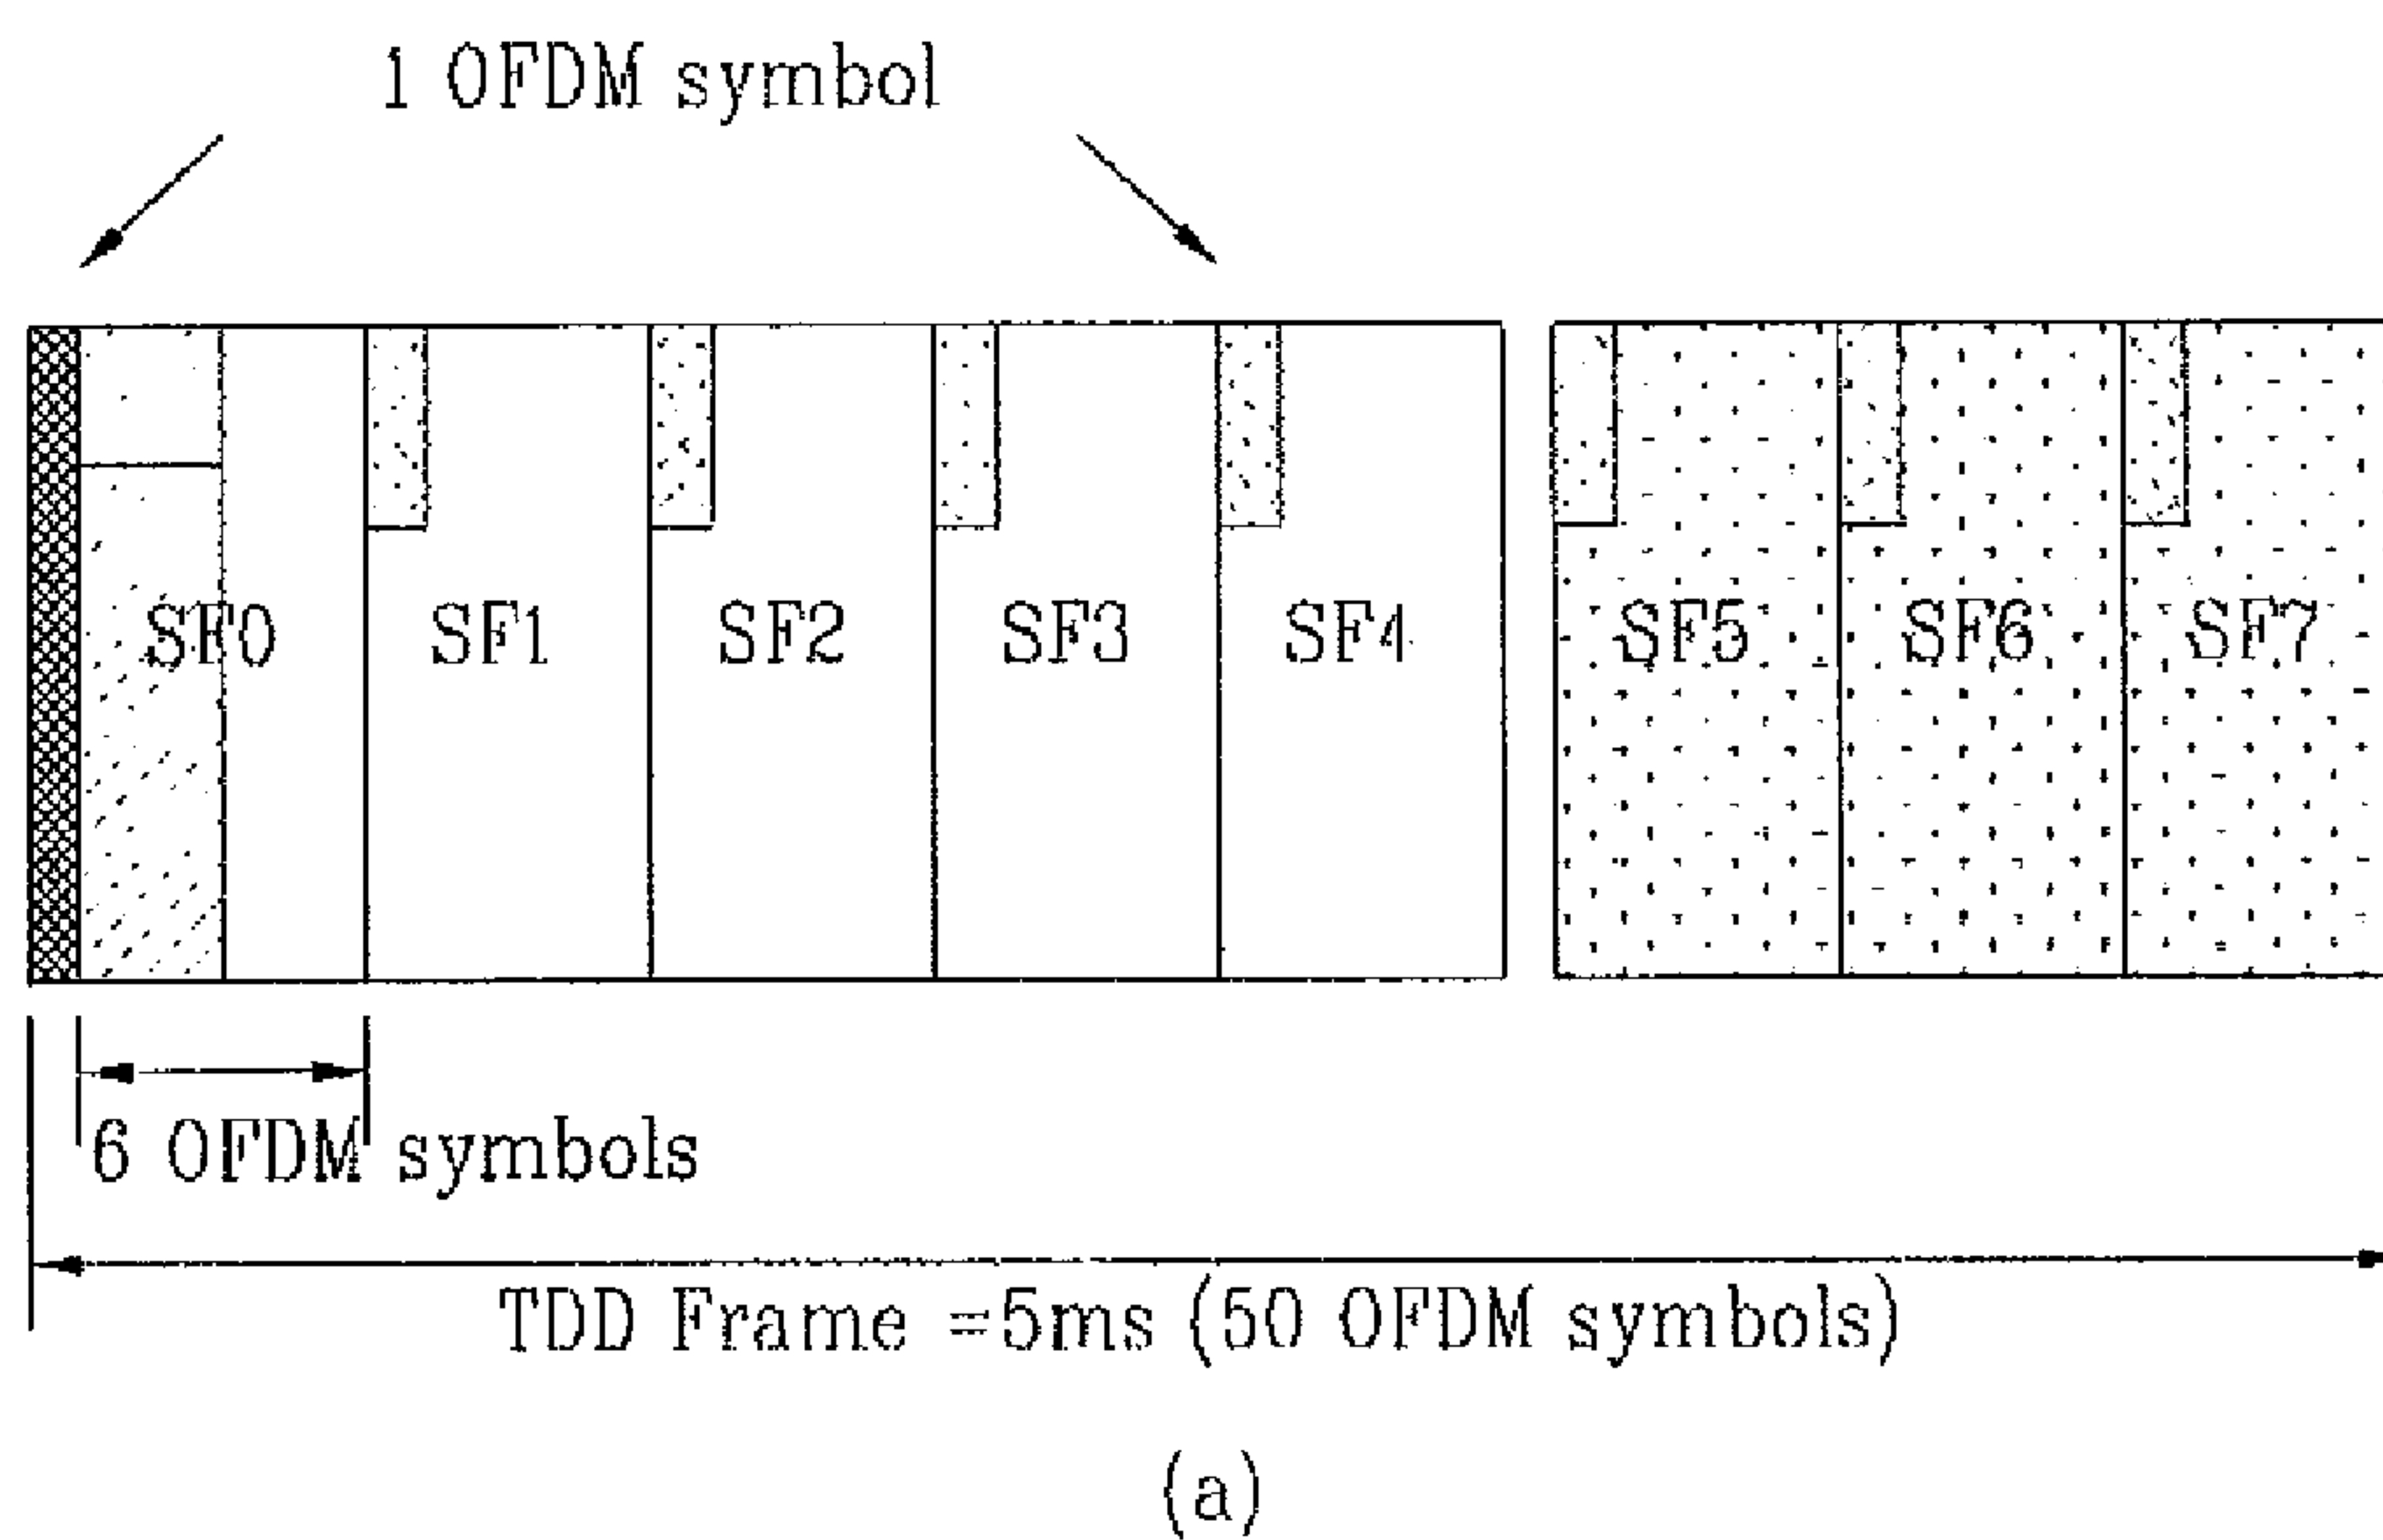 1 OFDM symbol
SF0 SF1 SF2 SF3 SF4 SF5 SF6 SF7
6 OFDM symbols
TDD Frame =5ms (50 OFDM symbols)
(a)